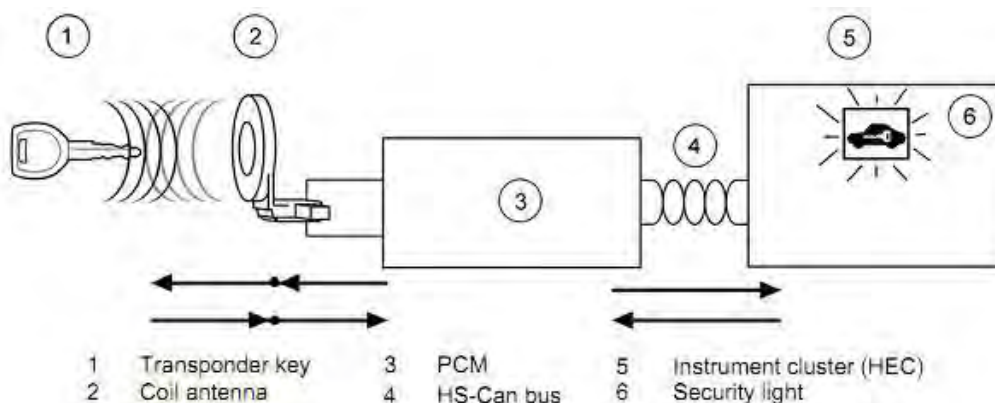 1 2 5
6
4
3
1 Transponder key 3 PCM 5 Instrument cluster (HEC)
2 Coil antenna 4 HS-Can bus 6 Security light